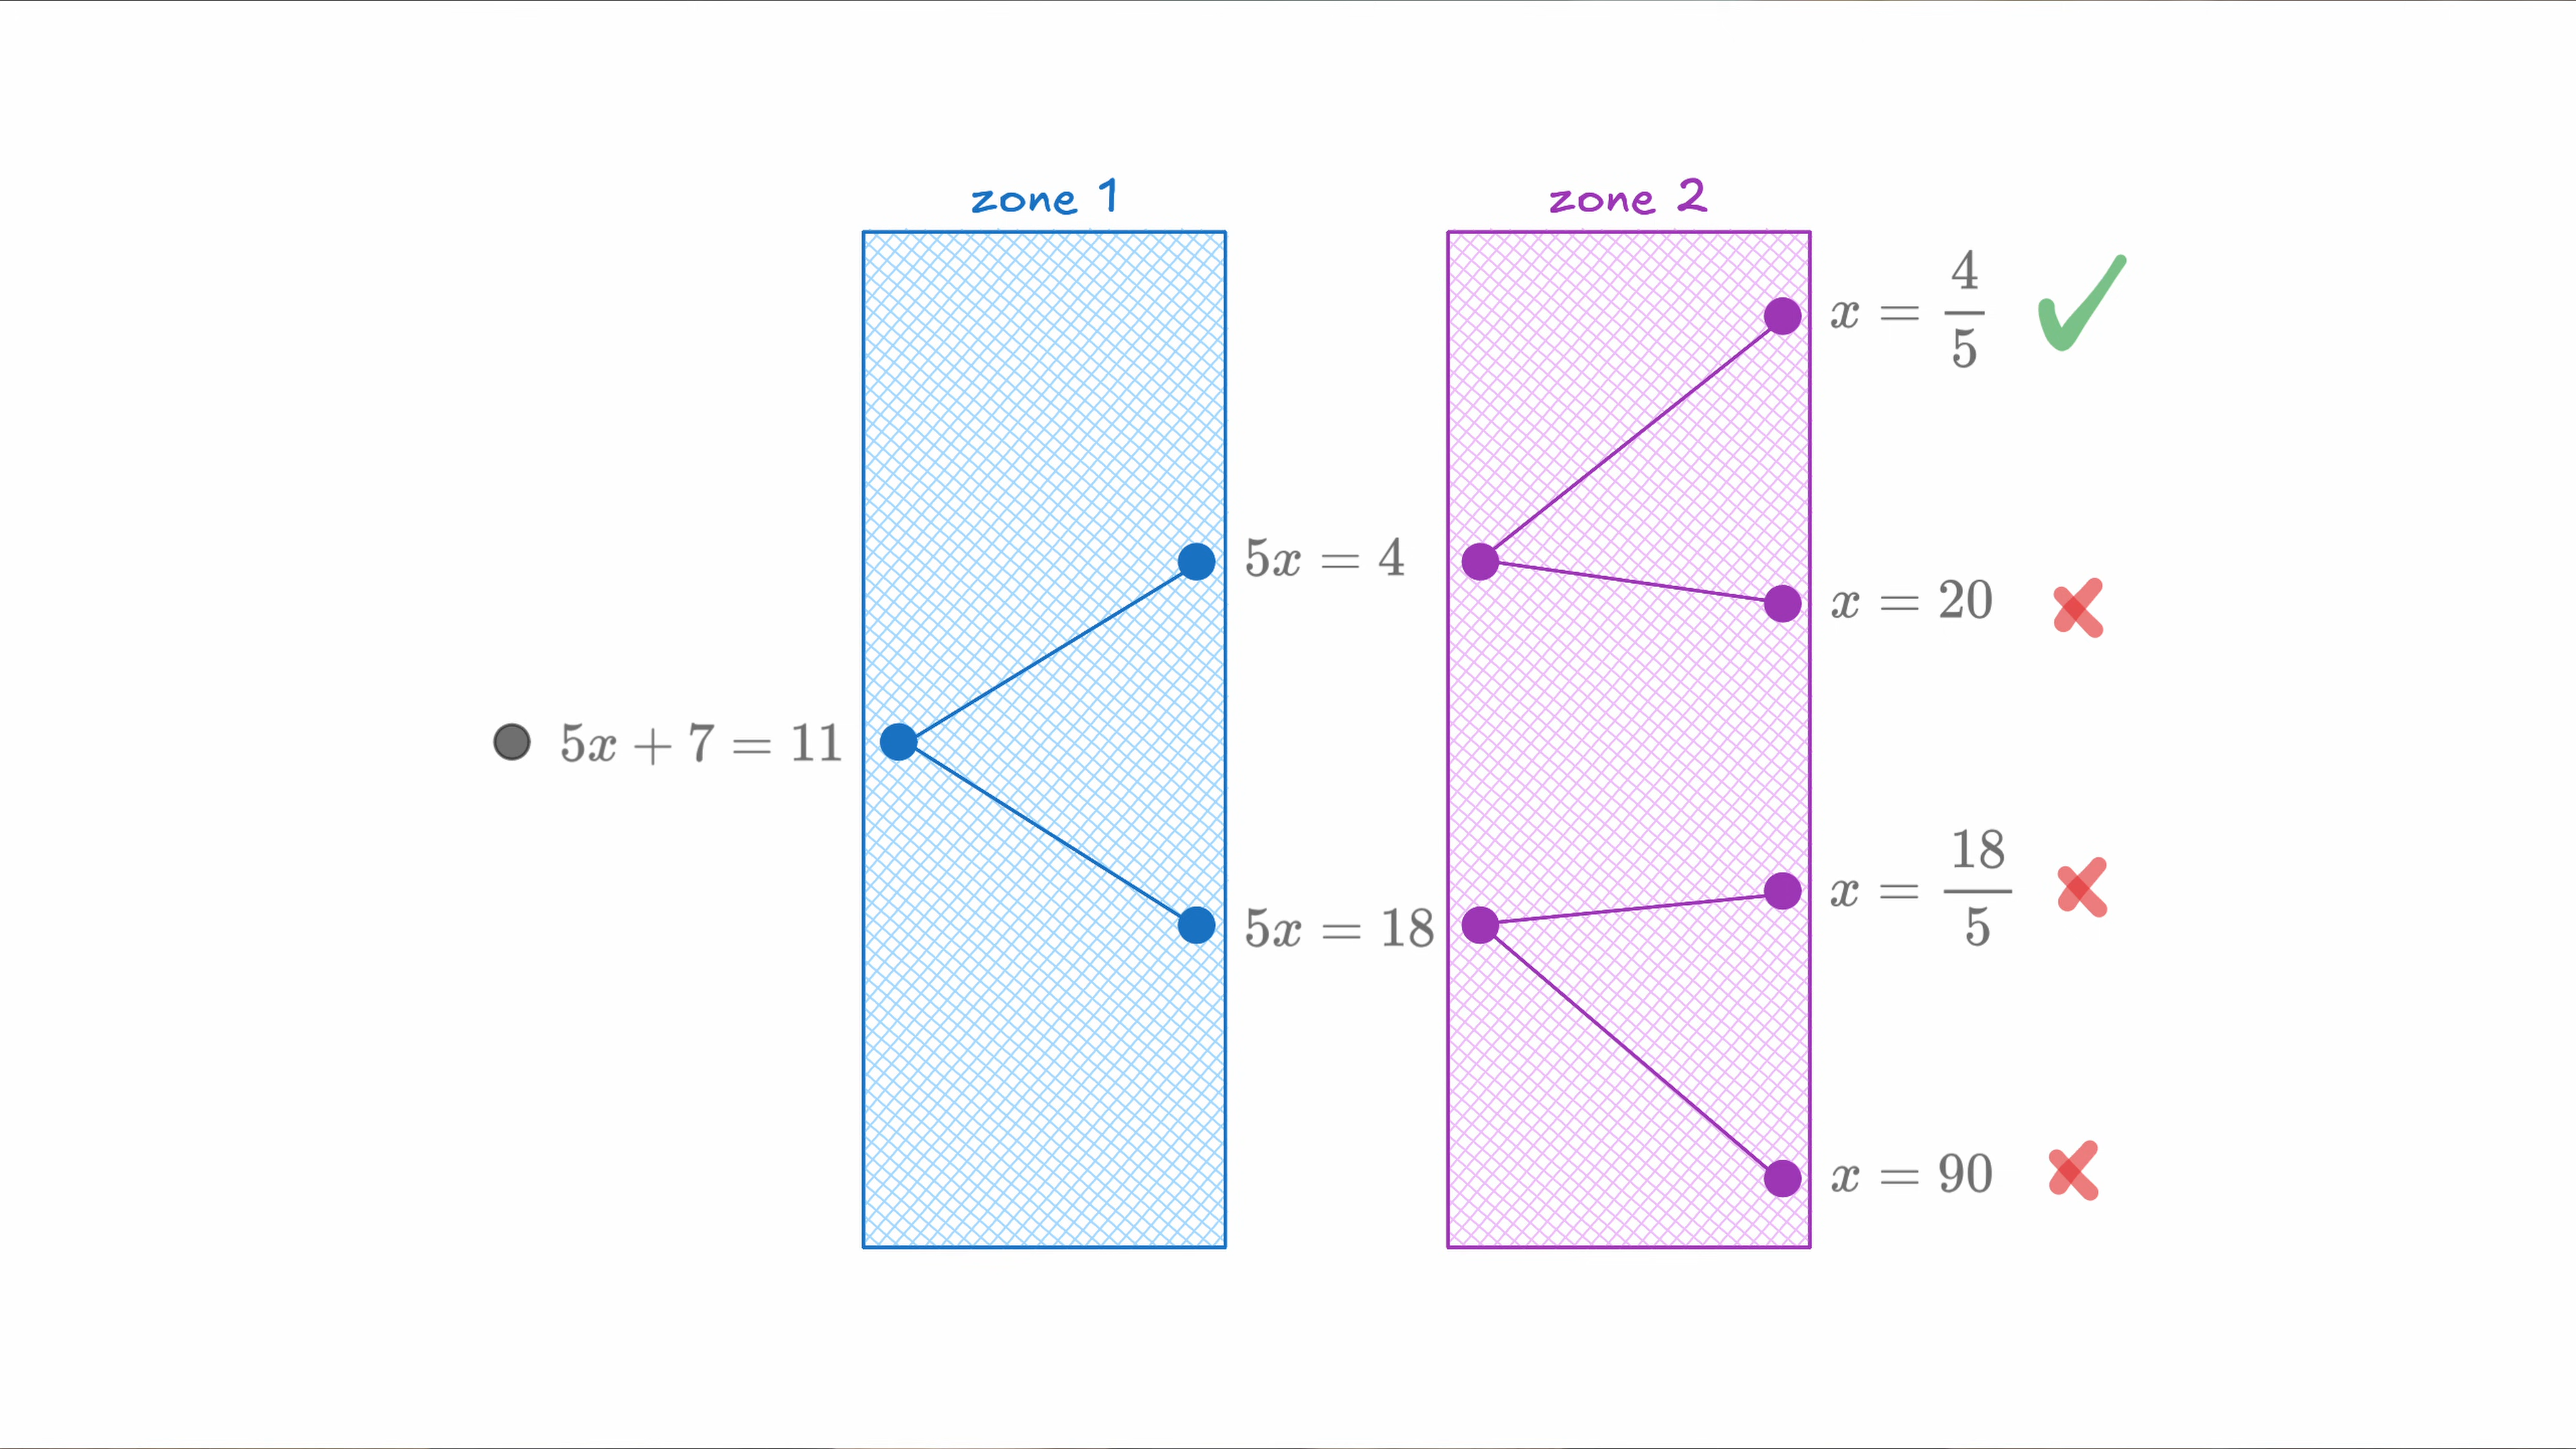 zone 1
zone 2
x = 4/5
5x = 4
x = 20
5x + 7 = 11
x = 18/5
5x = 18
x = 90